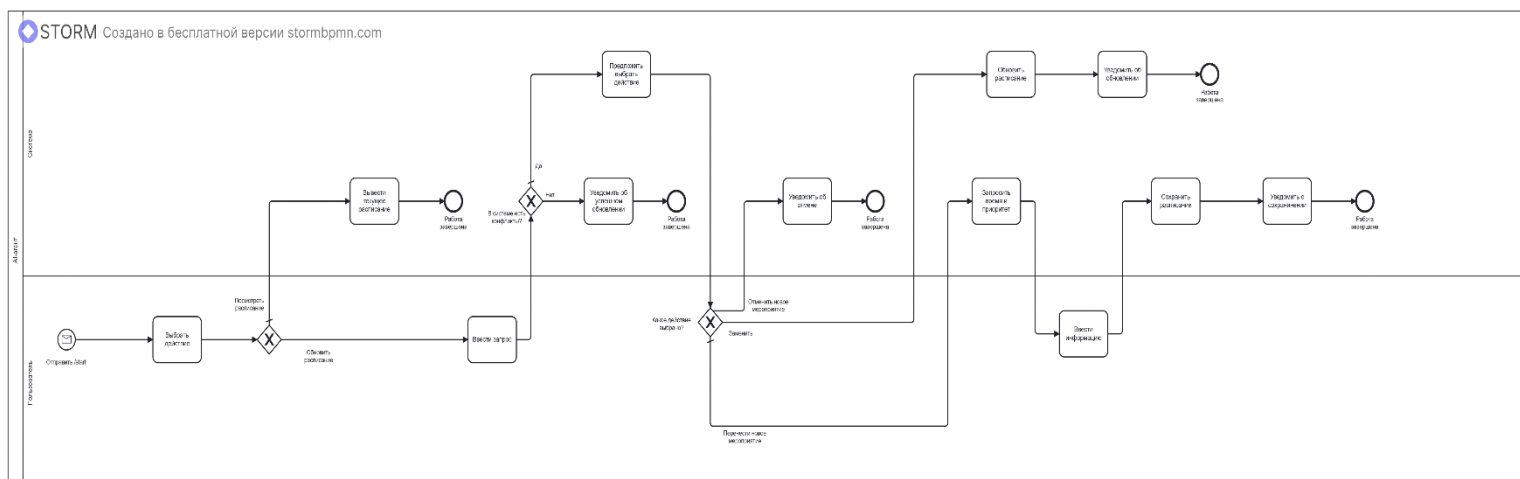 STORM Создано в бесплатной версии stormbpmn.com
Предложить
выбрать
действие
Обновить
расписание
Уведомить об
обновлении
Работа
завершена
Система
Да
Вывести
текущее
расписание
Работа
завершена
В системе есть
конфликты?
Нет
Уведомить об
успешном
обновлении
Работа
завершена
Уведомить об
отмене
Работа
завершена
Запросить
время и
приоритет
Сохранить
расписание
Уведомить о
сохранении
Работа
завершена
AI-агент
Посмотреть
расписание
Отменить новое
мероприятие
Какое действие
выбрано?
Заменить
Отправить /start
Выбрать
действие
Обновить
расписание
Ввести запрос
Ввести
информацию
Пользователь
Перенести новое
мероприятие